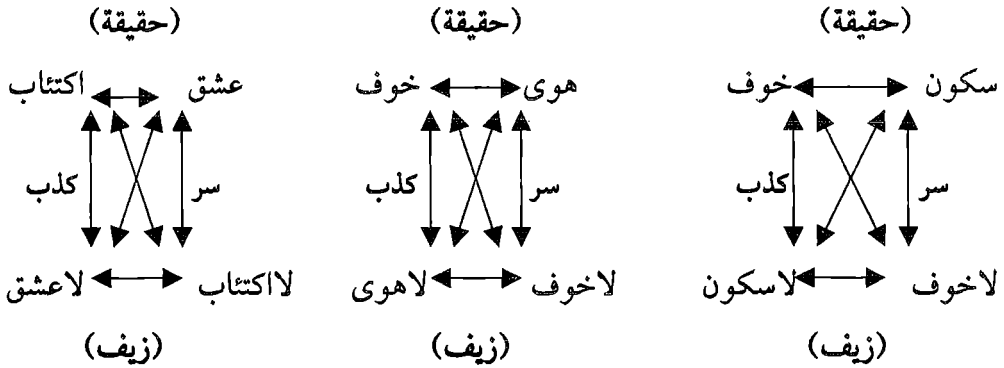 (حقيقة) (حقيقة) (حقيقة)
سكون خوف هوى خوف عشق اكتئاب
سر كذب سر كذب سر كذب
لاخوف لاسكون لاخوف لاهوى لااكتئاب لاعشق
(زيف) (زيف) (زيف)